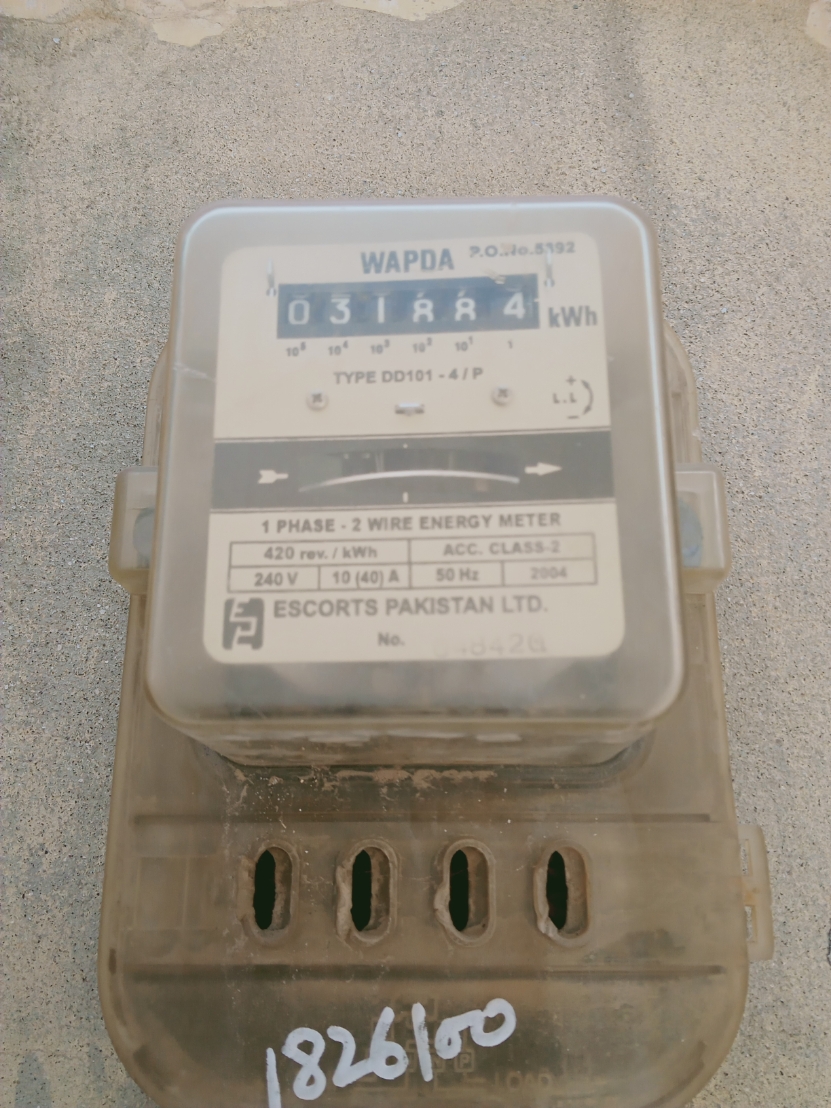 WAPDA P.O.No.5392
031884 kWh
10⁵ 10⁴ 10³ 10² 10¹ 1
TYPE DD101 - 4 / P
+
L.L
−
1 PHASE - 2 WIRE ENERGY METER
420 rev. / kWh ACC. CLASS-2
240 V 10 (40) A 50 Hz 2004
ESCORTS PAKISTAN LTD.
No.
1826100
LOAD